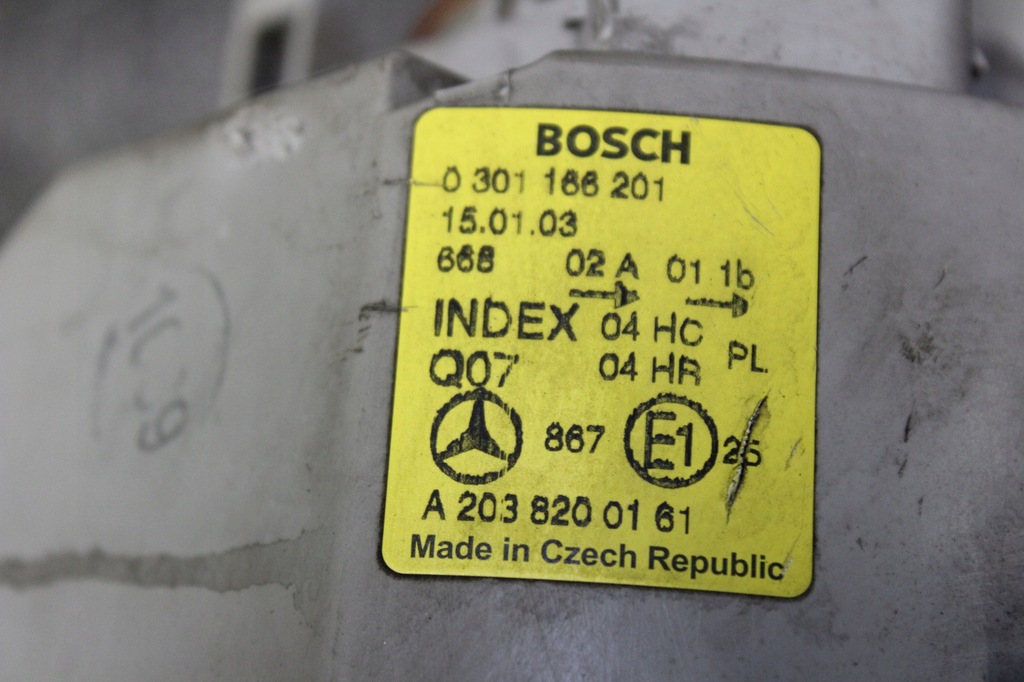 BOSCH
0 301 166 201
15.01.03
668 02 A 01 1b
INDEX 04 HC
Q07 04 HR PL.
867 E1 25
A 203 820 01 61
Made in Czech Republic